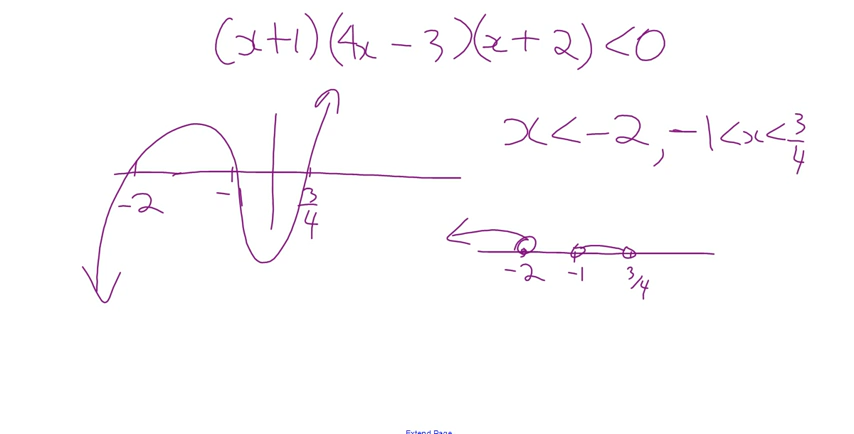 (x+1)(4x-3)(x+2)<0
x<-2, -1<x<3/4
-2
-1
3/4
-2
-1
3/4
Extend Page